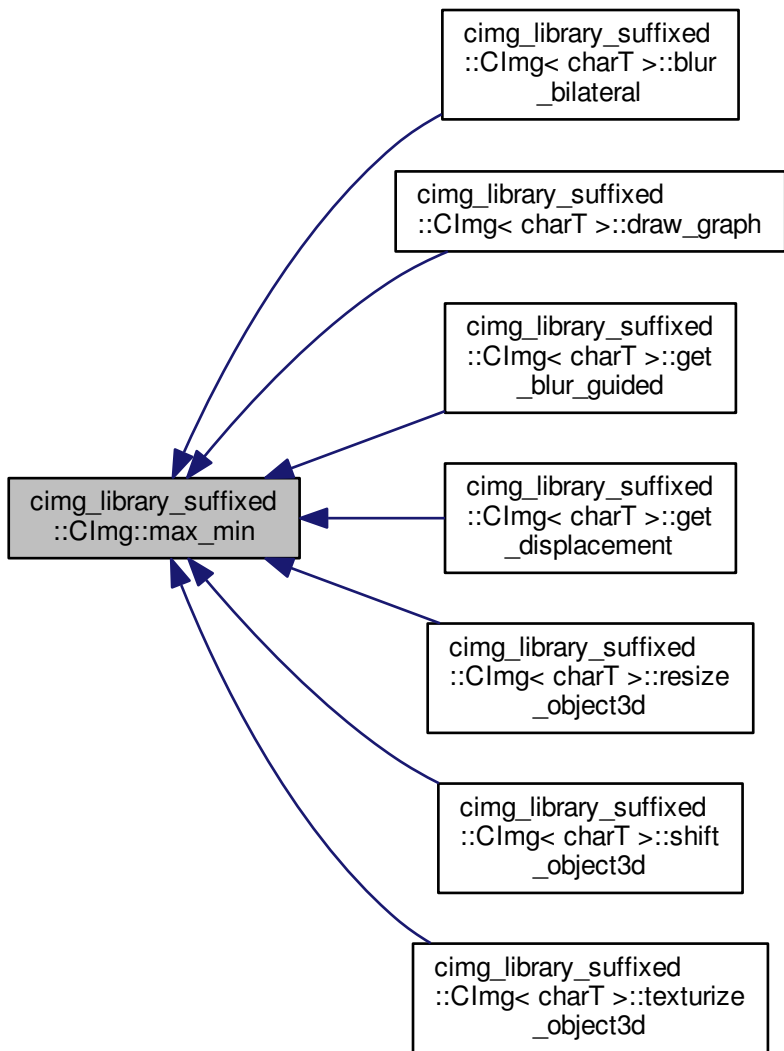 cimg_library_suffixed
::CImg< charT >::blur
_bilateral
cimg_library_suffixed
::CImg< charT >::draw_graph
cimg_library_suffixed
::CImg< charT >::get
_blur_guided
cimg_library_suffixed
::CImg::max_min
cimg_library_suffixed
::CImg< charT >::get
_displacement
cimg_library_suffixed
::CImg< charT >::resize
_object3d
cimg_library_suffixed
::CImg< charT >::shift
_object3d
cimg_library_suffixed
::CImg< charT >::texturize
_object3d